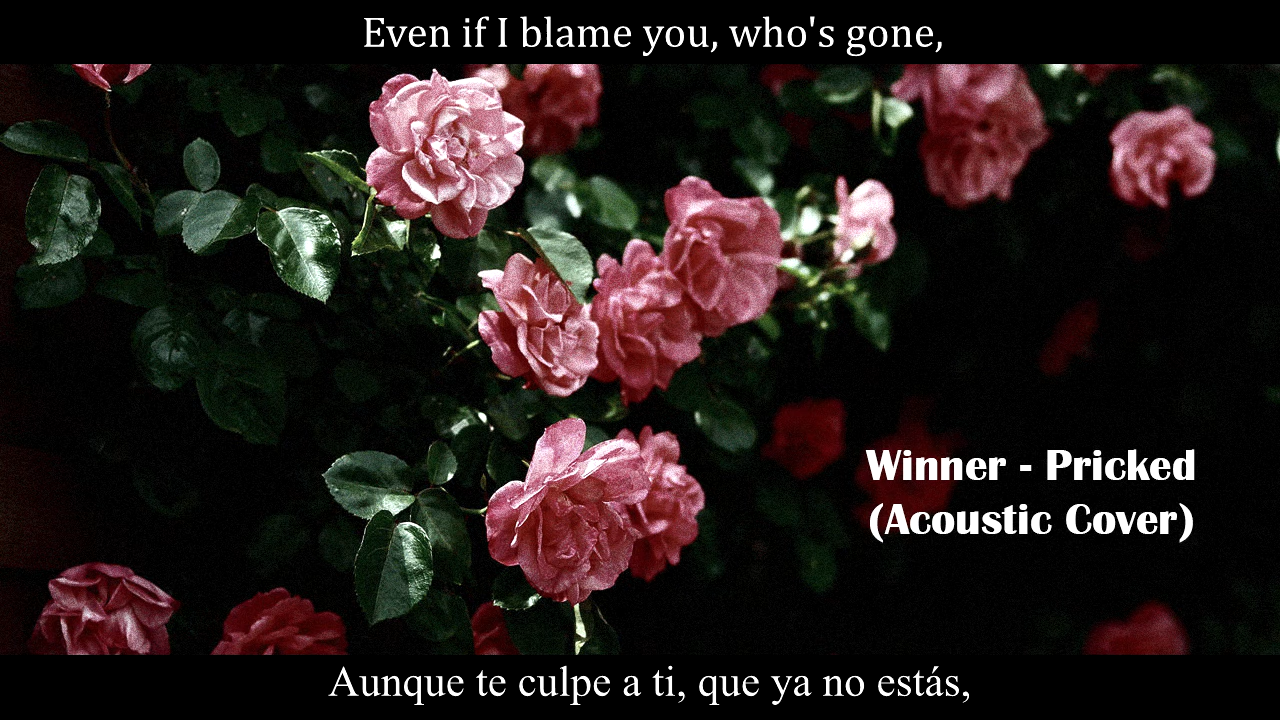 Even if I blame you, who's gone,
Winner - Pricked
(Acoustic Cover)
Aunque te culpe a ti, que ya no estás,